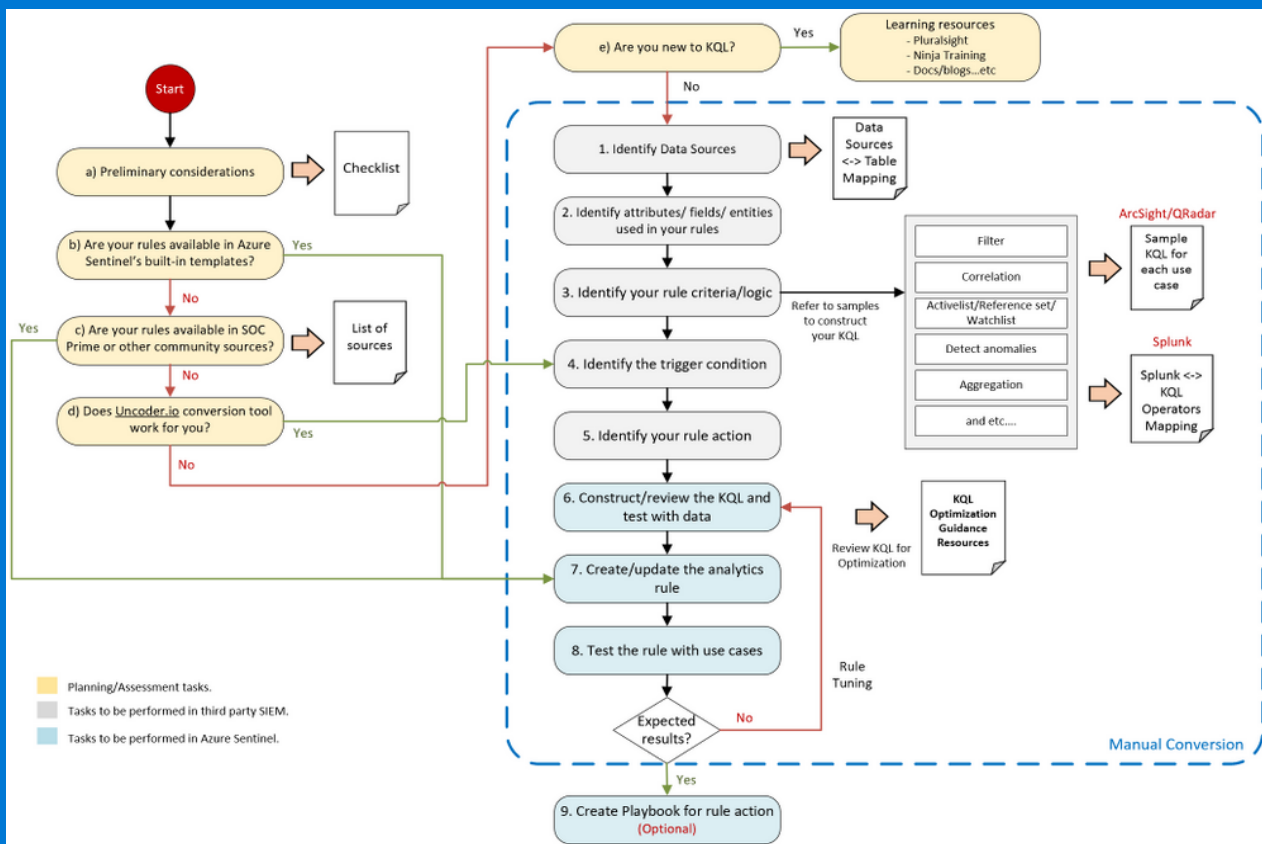 e) Are you new to KQL?
Yes
Learning resources
- Pluralsight
- Ninja Training
- Docs/blogs...etc
No
Start
a) Preliminary considerations
Checklist
b) Are your rules available in Azure
Sentinel's built-in templates?
Yes
No
Yes
c) Are your rules available in SOC
Prime or other community sources?
List of
sources
No
d) Does Uncoder.io conversion tool
work for you?
Yes
No
1. Identify Data Sources
Data
Sources
<-> Table
Mapping
2. Identify attributes/ fields/ entities
used in your rules
3. Identify your rule criteria/logic
Refer to samples
to construct
your KQL
Filter
Correlation
Activelist/Reference set/
Watchlist
Detect anomalies
Aggregation
and etc....
ArcSight/QRadar
Sample
KQL for
each use
case
Splunk
Splunk <->
KQL
Operators
Mapping
4. Identify the trigger condition
5. Identify your rule action
6. Construct/review the KQL and
test with data
Review KQL for
Optimization
KQL
Optimization
Guidance
Resources
7. Create/update the analytics
rule
8. Test the rule with use cases
Rule
Tuning
Expected
results?
No
Yes
Manual Conversion
9. Create Playbook for rule action
(Optional)
Planning/Assessment tasks.
Tasks to be performed in third party SIEM.
Tasks to be performed in Azure Sentinel.